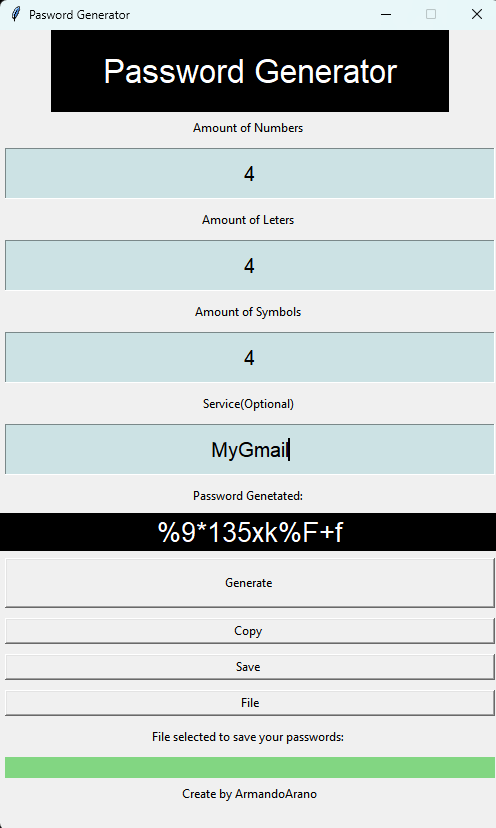 Pasword Generator
Password Generator
Amount of Numbers
4
Amount of Leters
4
Amount of Symbols
4
Service(Optional)
MyGmail
Password Genetated:
%9*135xk%F+f
Generate
Copy
Save
File
File selected to save your passwords:
Create by ArmandoArano